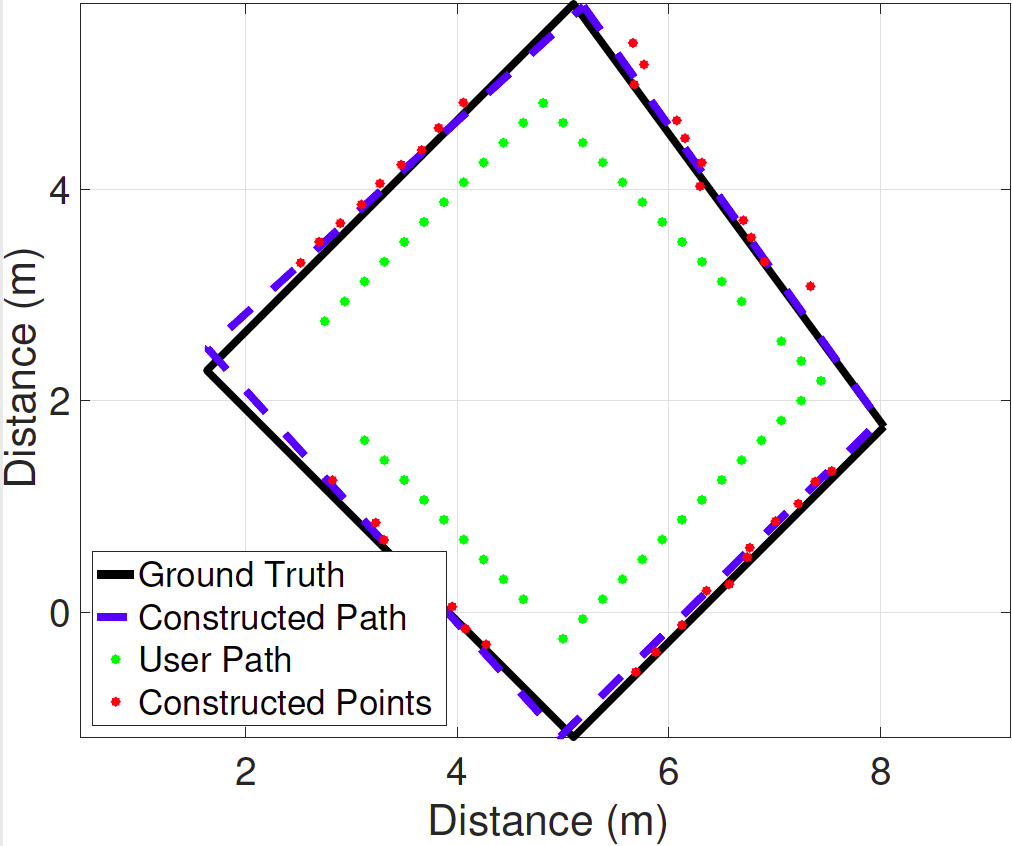 4
2
0
Distance (m)
Ground Truth
Constructed Path
User Path
Constructed Points
2
4
6
8
Distance (m)